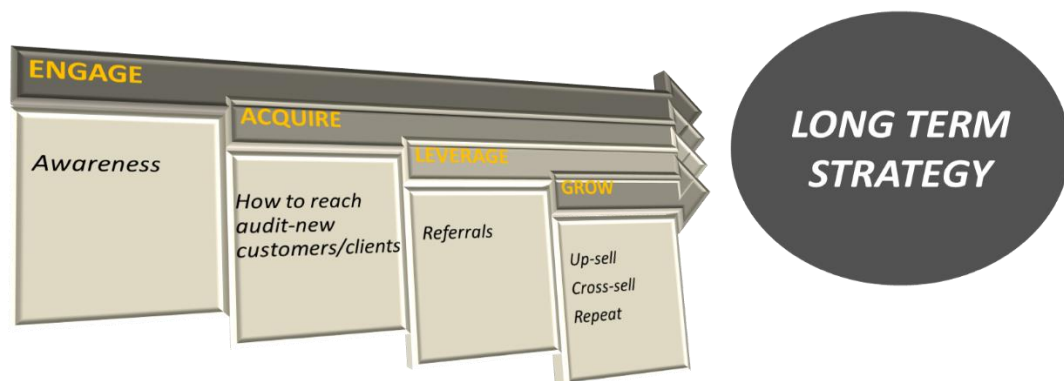 ENGAGE
Awareness
ACQUIRE
How to reach
audit-new
customers/clients
LEVERAGE
Referrals
GROW
Up-sell
Cross-sell
Repeat
LONG TERM
STRATEGY